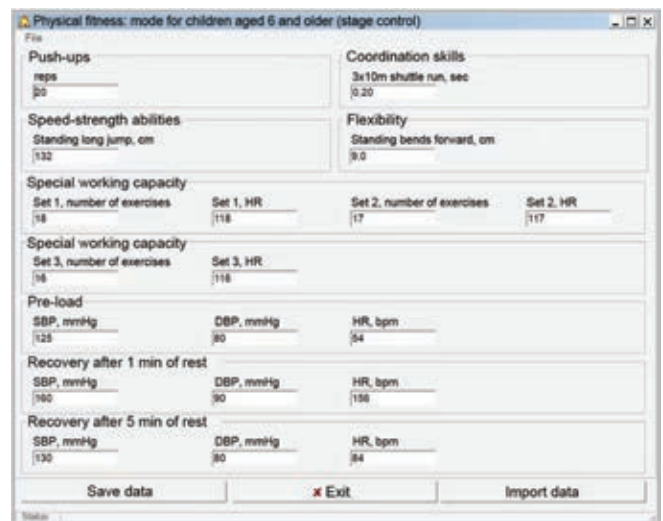 Physical fitness: mode for children aged 6 and older (stage control)
File
Push-ups
reps
20
Coordination skills
3x10m shuttle run, sec
0.20
Speed-strength abilities
Standing long jump, cm
132
Flexibility
Standing bends forward, cm
9.0
Special working capacity
Set 1, number of exercises Set 1, HR Set 2, number of exercises Set 2, HR
18 118 17 117
Special working capacity
Set 3, number of exercises Set 3, HR
16 116
Pre-load
SBP, mmHg DBP, mmHg HR, bpm
125 80 54
Recovery after 1 min of rest
SBP, mmHg DBP, mmHg HR, bpm
160 90 156
Recovery after 5 min of rest
SBP, mmHg DBP, mmHg HR, bpm
130 80 84
Save data x Exit Import data
Status